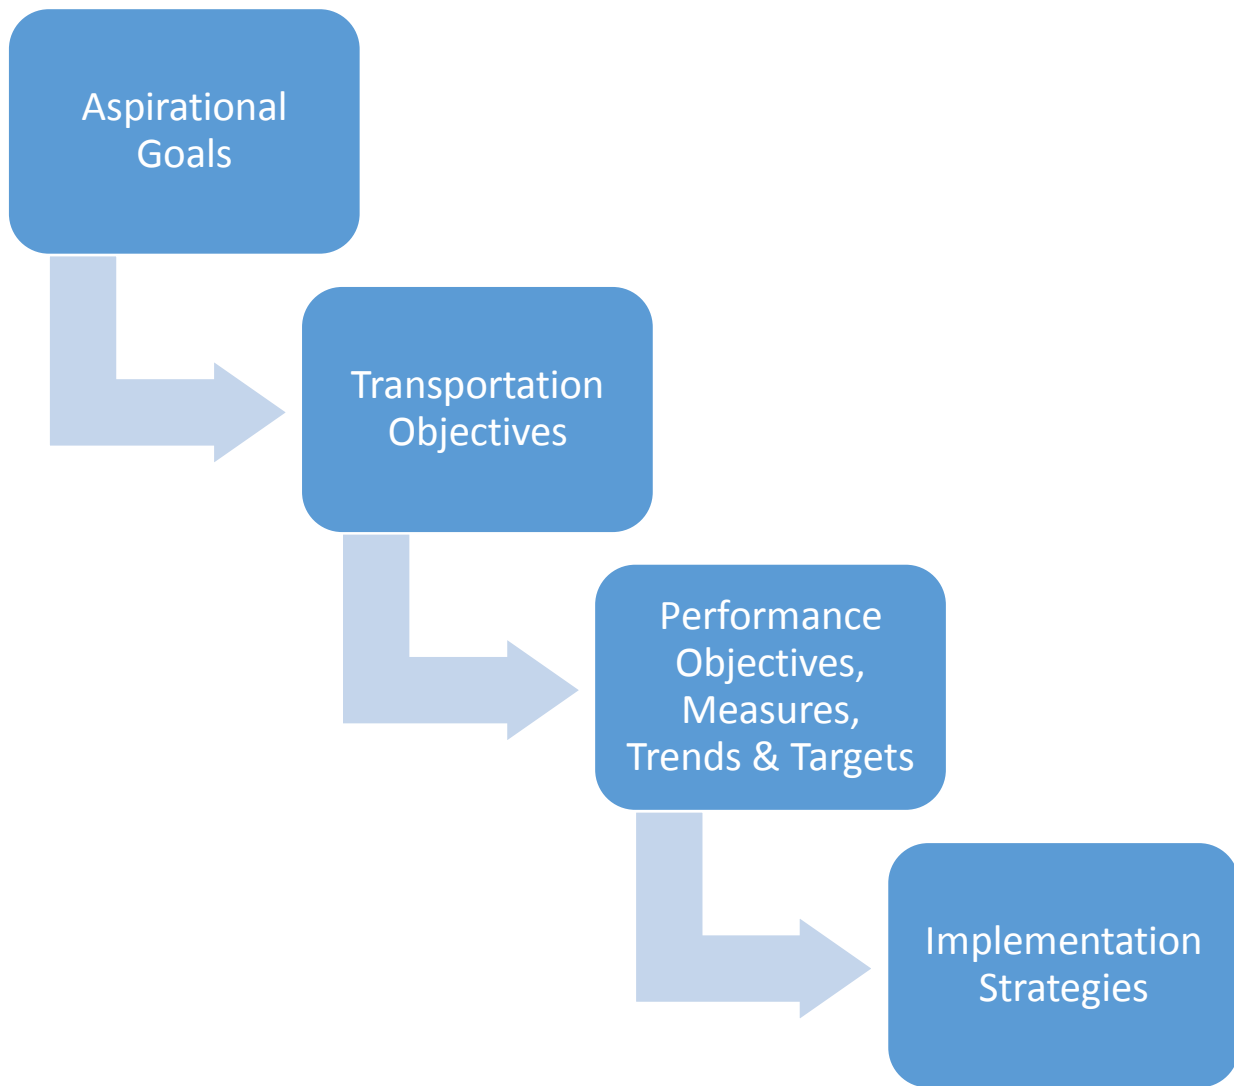 Aspirational
Goals
Transportation
Objectives
Performance
Objectives,
Measures,
Trends & Targets
Implementation
Strategies